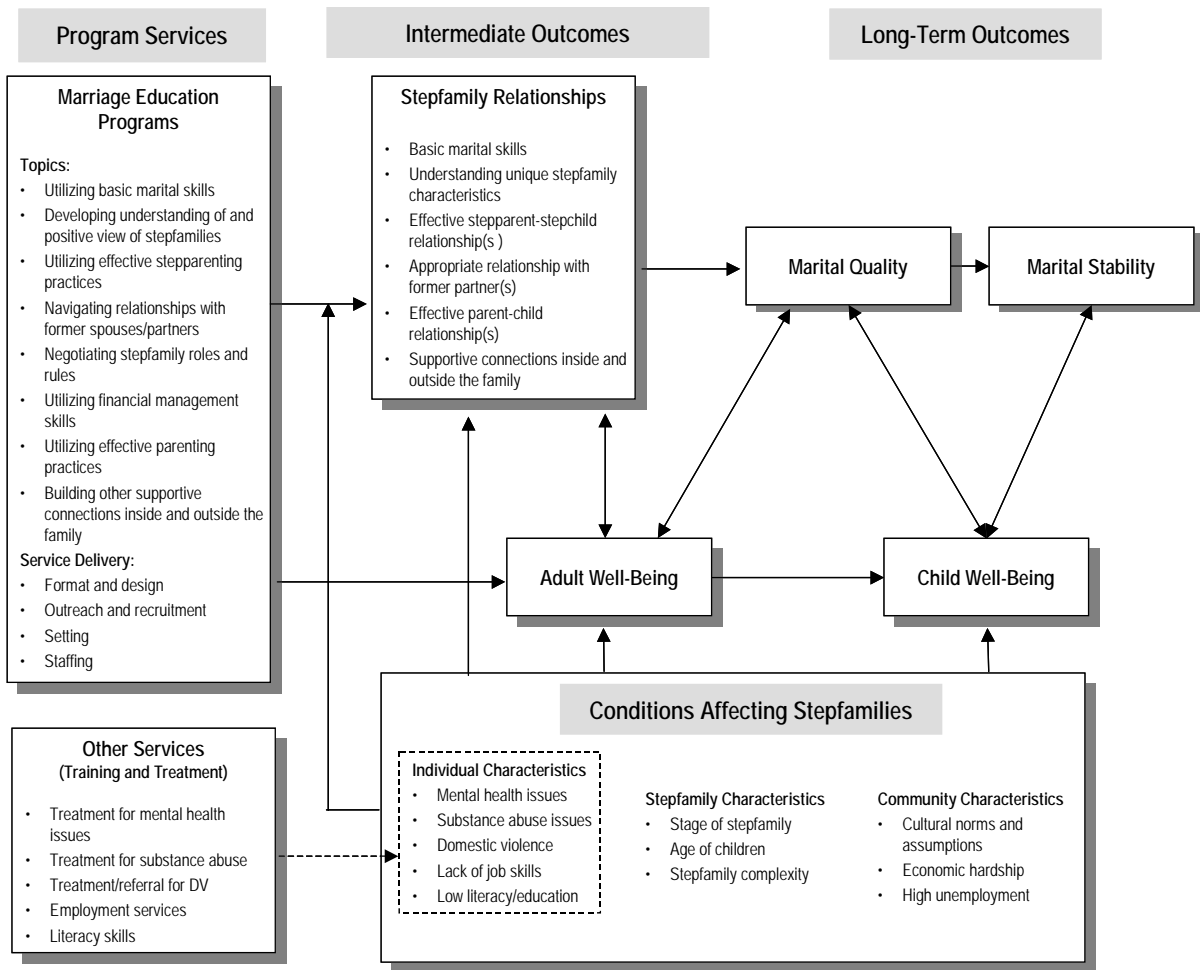 Program Services
Intermediate Outcomes
Long-Term Outcomes
Marriage Education
Programs
Topics:
• Utilizing basic marital skills
• Developing understanding of and
positive view of stepfamilies
• Utilizing effective stepparenting
practices
• Navigating relationships with
former spouses/partners
• Negotiating stepfamily roles and
rules
• Utilizing financial management
skills
• Utilizing effective parenting
practices
• Building other supportive
connections inside and outside the
family
Service Delivery:
• Format and design
• Outreach and recruitment
• Setting
• Staffing
Stepfamily Relationships
• Basic marital skills
• Understanding unique stepfamily
characteristics
• Effective stepparent-stepchild
relationship(s )
• Appropriate relationship with
former partner(s)
• Effective parent-child
relationship(s)
• Supportive connections inside and
outside the family
Marital Quality
Marital Stability
Adult Well-Being
Child Well-Being
Other Services
(Training and Treatment)
• Treatment for mental health
issues
• Treatment for substance abuse
• Treatment/referral for DV
• Employment services
• Literacy skills
Conditions Affecting Stepfamilies
Individual Characteristics
• Mental health issues
• Substance abuse issues
• Domestic violence
• Lack of job skills
• Low literacy/education
Stepfamily Characteristics
• Stage of stepfamily
• Age of children
• Stepfamily complexity
Community Characteristics
• Cultural norms and
assumptions
• Economic hardship
• High unemployment